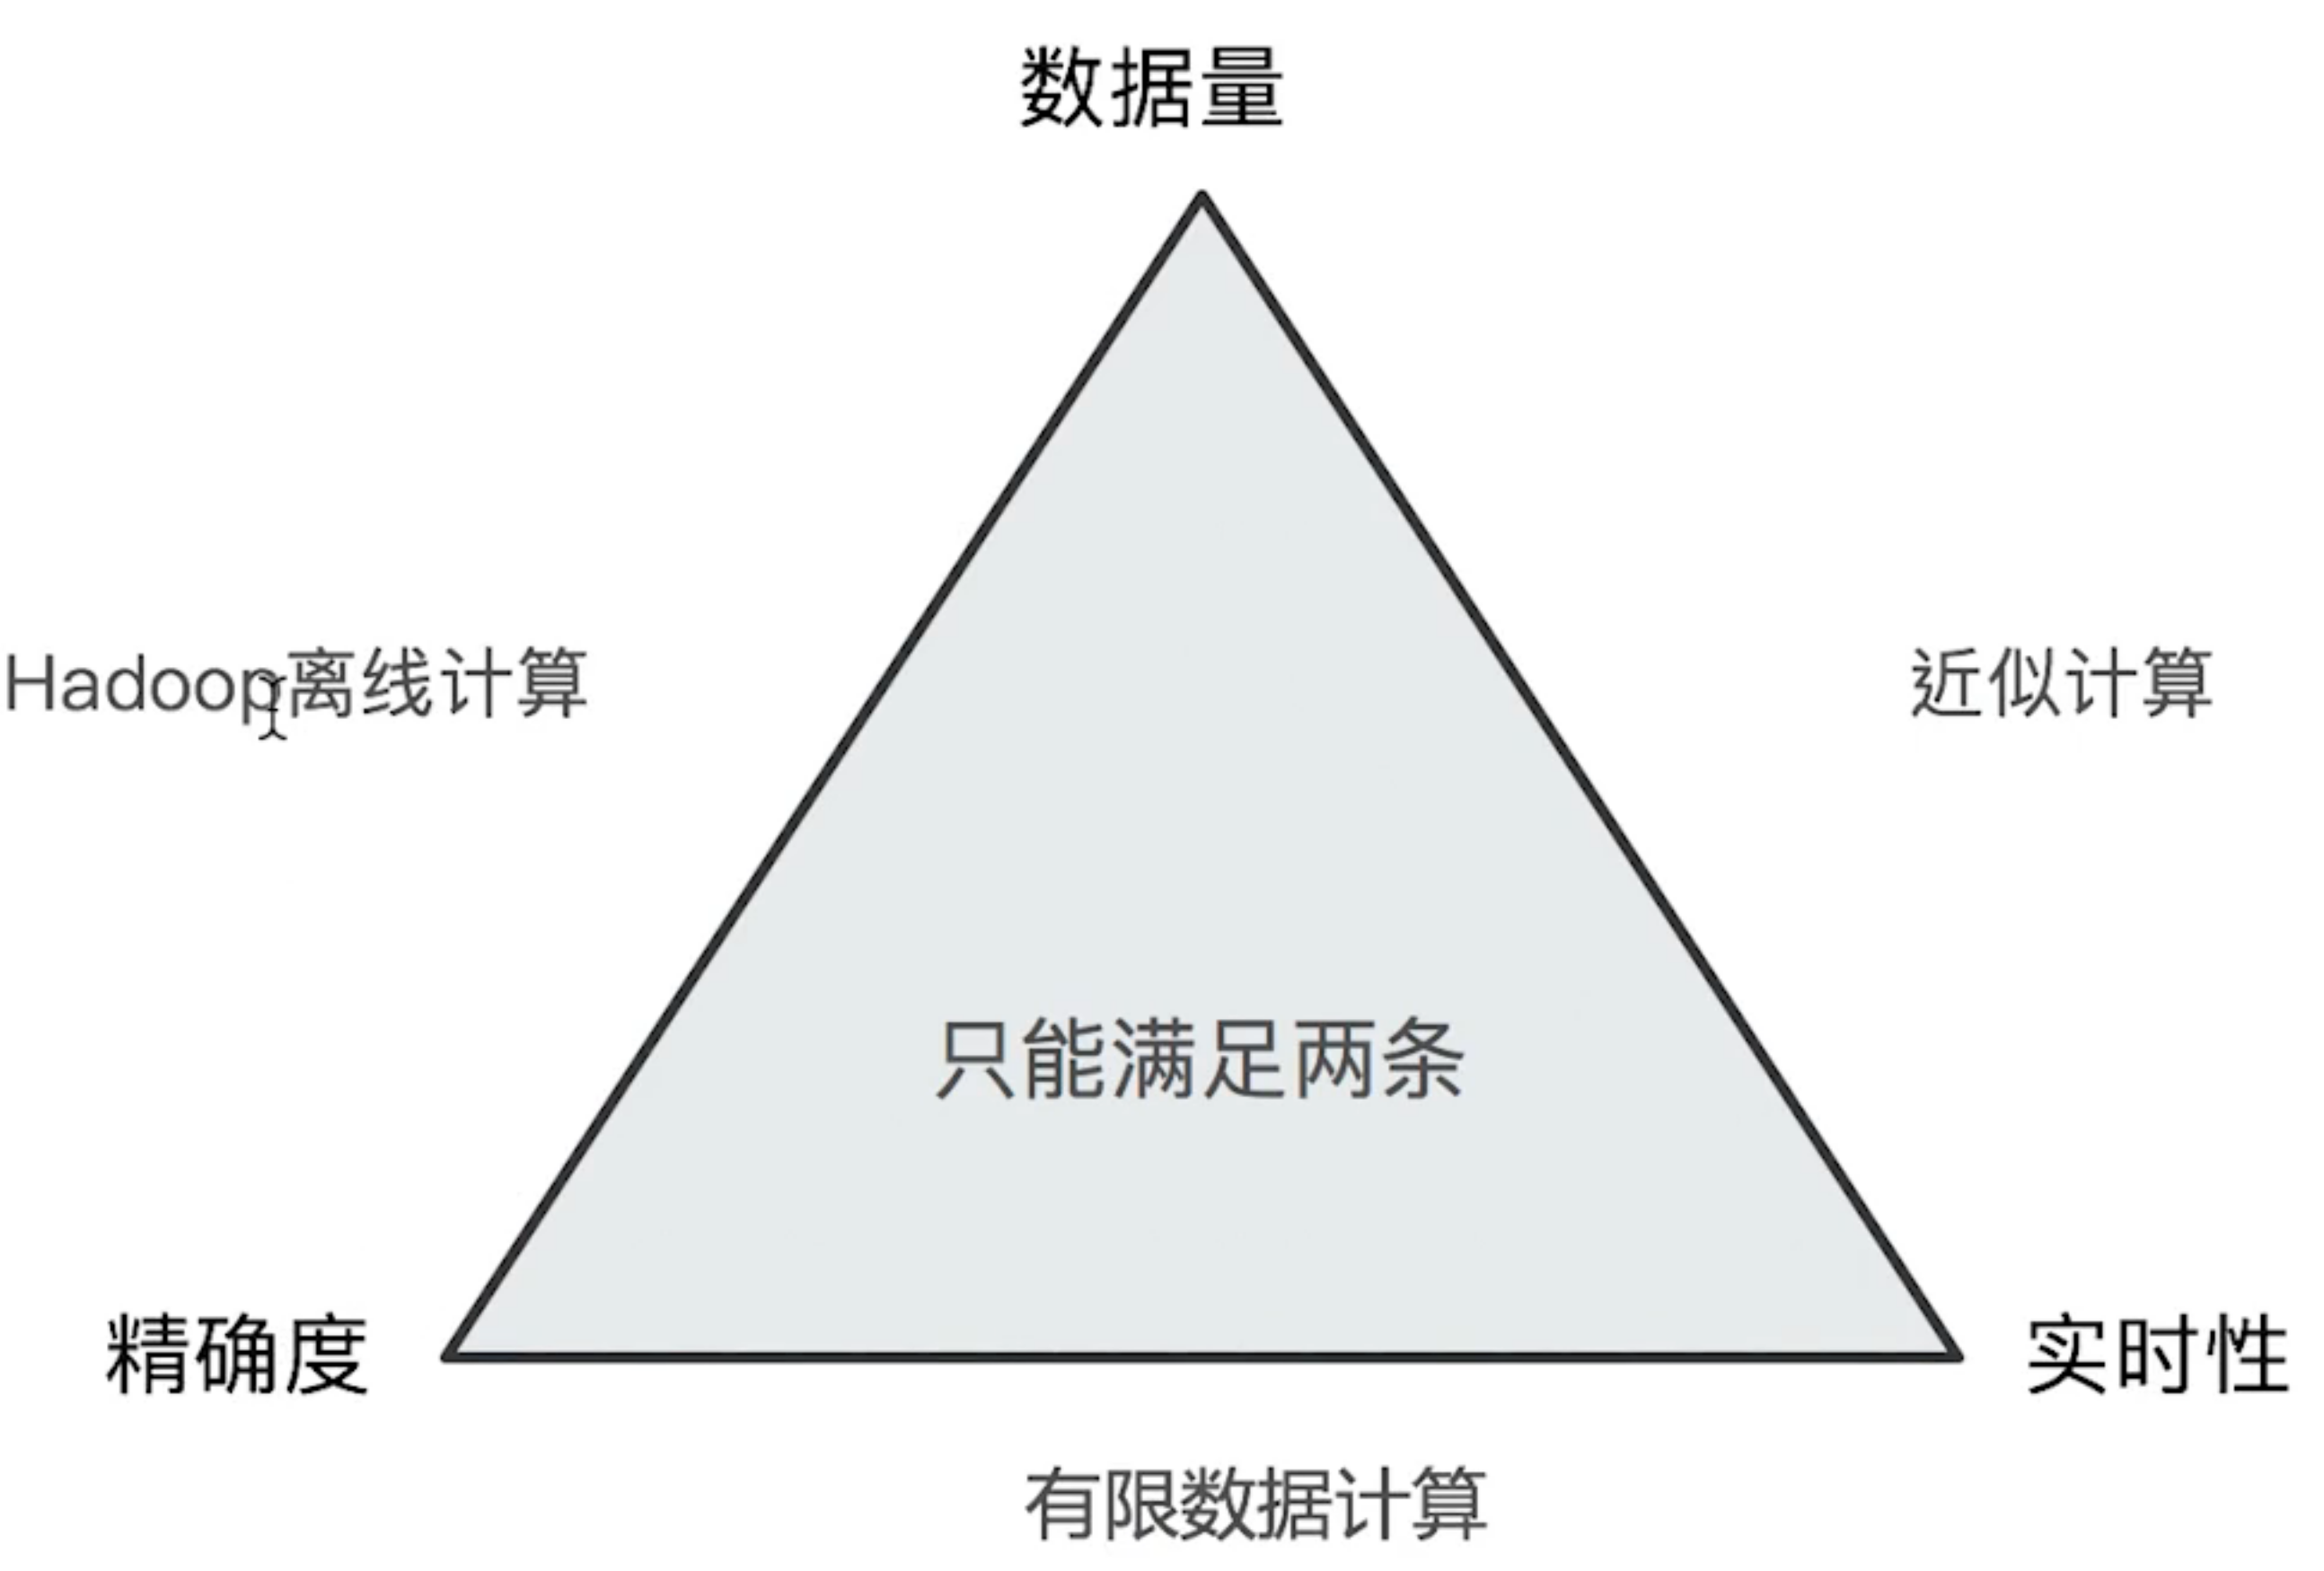 数据量
Hadoop离线计算
近似计算
只能满足两条
精确度
实时性
有限数据计算